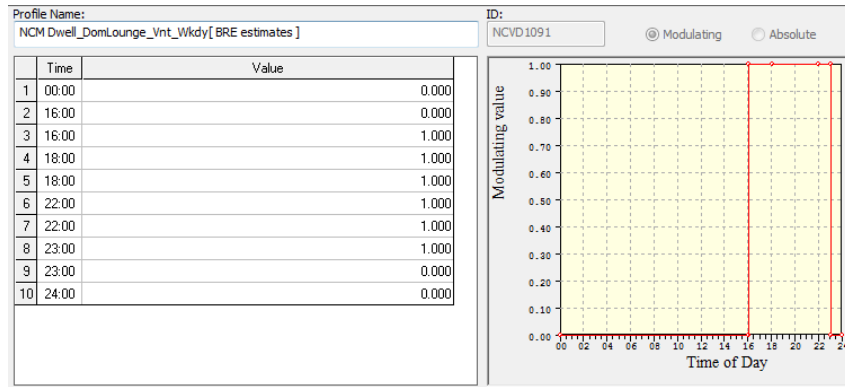 Profile Name:
NCM Dwell_DomLounge_Vnt_Wkdy[ BRE estimates ]
ID:
NCVD1091
Modulating
Absolute
Time Value
1 00:00 0.000
2 16:00 0.000
3 16:00 1.000
4 18:00 1.000
5 18:00 1.000
6 22:00 1.000
7 22:00 1.000
8 23:00 1.000
9 23:00 0.000
10 24:00 0.000
Modulating value
1.00
0.90
0.80
0.70
0.60
0.50
0.40
0.30
0.20
0.10
0.00
00 02 04 06 08 10 12 14 16 18 20 22 2
Time of Day